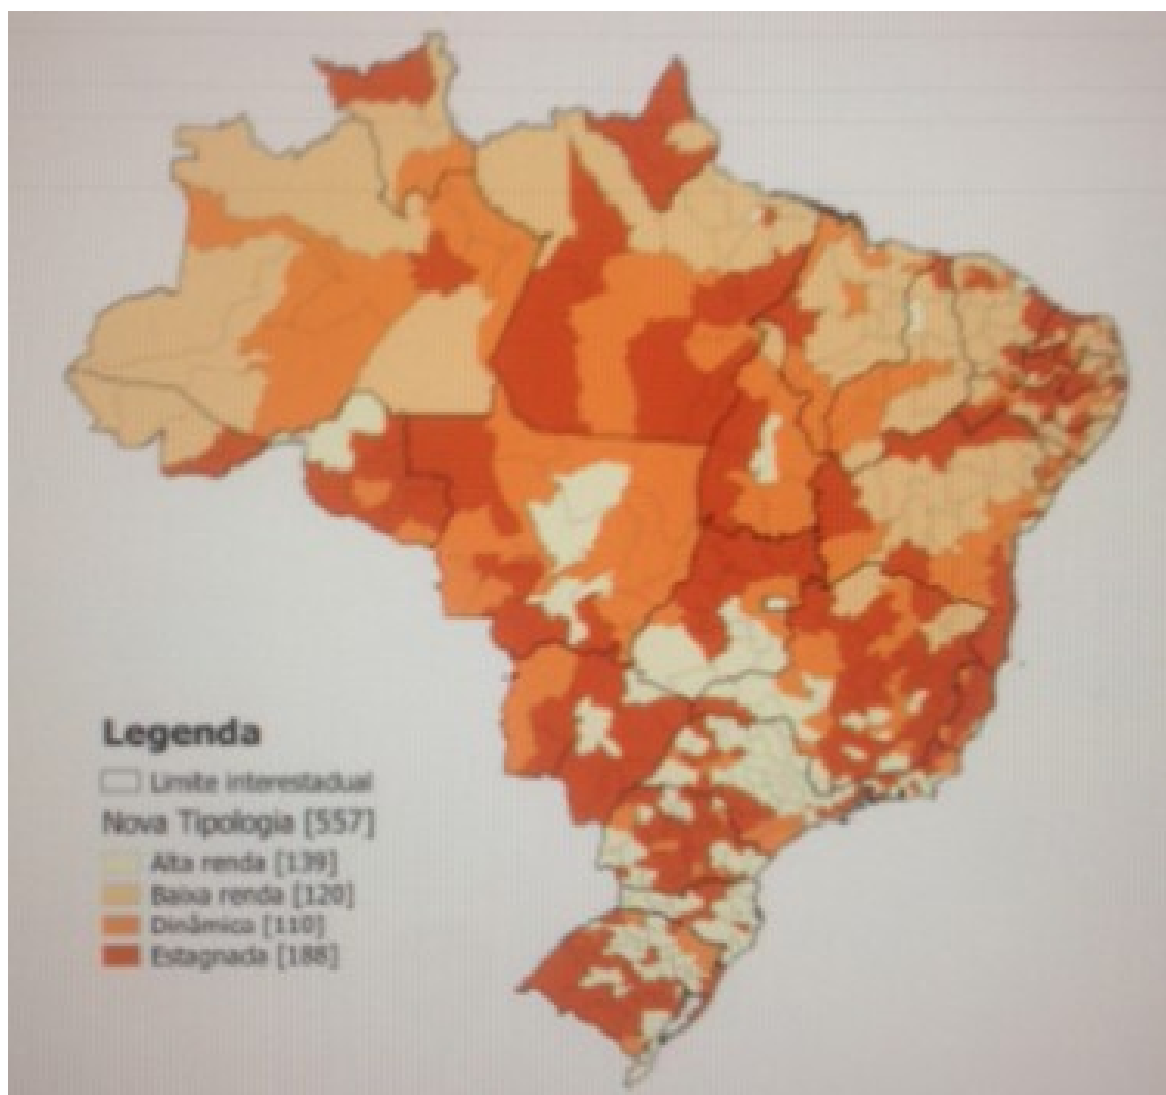 Legenda
Limite interestadual
Nova Tipologia [557]
Alta renda [139]
Baixa renda [120]
Dinâmica [110]
Estagnada [188]